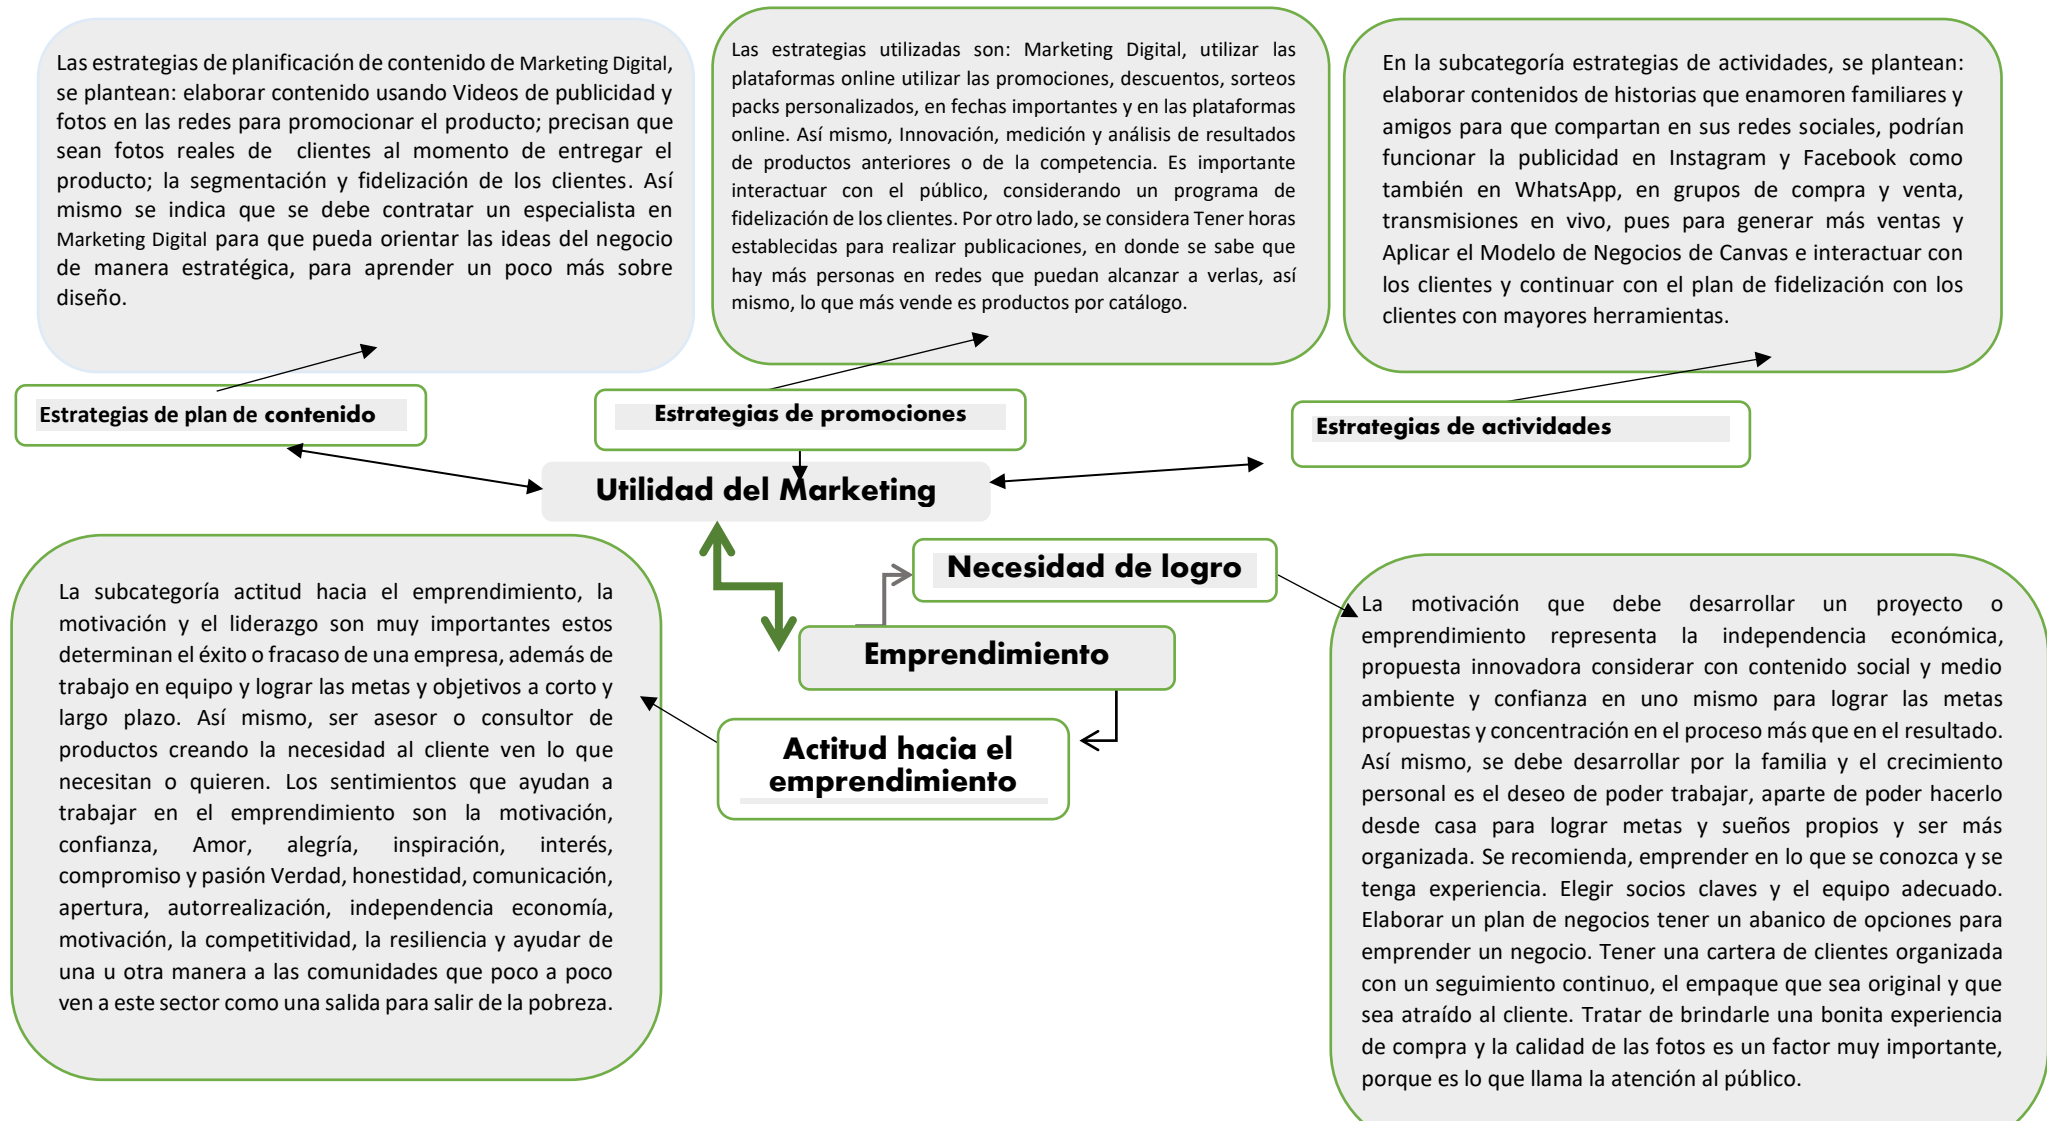 Las estrategias de planificación de contenido de Marketing Digital,
se plantean: elaborar contenido usando Videos de publicidad y
fotos en las redes para promocionar el producto; precisan que
sean fotos reales de clientes al momento de entregar el
producto; la segmentación y fidelización de los clientes. Así
mismo se indica que se debe contratar un especialista en
Marketing Digital para que pueda orientar las ideas del negocio
de manera estratégica, para aprender un poco más sobre
diseño.
Las estrategias utilizadas son: Marketing Digital, utilizar las
plataformas online utilizar las promociones, descuentos, sorteos
packs personalizados, en fechas importantes y en las plataformas
online. Así mismo, Innovación, medición y análisis de resultados
de productos anteriores o de la competencia. Es importante
interactuar con el público, considerando un programa de
fidelización de los clientes. Por otro lado, se considera Tener horas
establecidas para realizar publicaciones, en donde se sabe que
hay más personas en redes que puedan alcanzar a verlas, así
mismo, lo que más vende es productos por catálogo.
En la subcategoría estrategias de actividades, se plantean:
elaborar contenidos de historias que enamoren familiares y
amigos para que compartan en sus redes sociales, podrían
funcionar la publicidad en Instagram y Facebook como
también en WhatsApp, en grupos de compra y venta,
transmisiones en vivo, pues para generar más ventas y
Aplicar el Modelo de Negocios de Canvas e interactuar con
los clientes y continuar con el plan de fidelización con los
clientes con mayores herramientas.
Estrategias de plan de contenido
Estrategias de promociones
Estrategias de actividades
Utilidad del Marketing
Necesidad de logro
Emprendimiento
Actitud hacia el
emprendimiento
La subcategoría actitud hacia el emprendimiento, la
motivación y el liderazgo son muy importantes estos
determinan el éxito o fracaso de una empresa, además de
trabajo en equipo y lograr las metas y objetivos a corto y
largo plazo. Así mismo, ser asesor o consultor de
productos creando la necesidad al cliente ven lo que
necesitan o quieren. Los sentimientos que ayudan a
trabajar en el emprendimiento son la motivación,
confianza, Amor, alegría, inspiración, interés,
compromiso y pasión Verdad, honestidad, comunicación,
apertura, autorrealización, independencia economía,
motivación, la competitividad, la resiliencia y ayudar de
una u otra manera a las comunidades que poco a poco
ven a este sector como una salida para salir de la pobreza.
La motivación que debe desarrollar un proyecto o
emprendimiento representa la independencia económica,
propuesta innovadora considerar con contenido social y medio
ambiente y confianza en uno mismo para lograr las metas
propuestas y concentración en el proceso más que en el resultado.
Así mismo, se debe desarrollar por la familia y el crecimiento
personal es el deseo de poder trabajar, aparte de poder hacerlo
desde casa para lograr metas y sueños propios y ser más
organizada. Se recomienda, emprender en lo que se conozca y se
tenga experiencia. Elegir socios claves y el equipo adecuado.
Elaborar un plan de negocios tener un abanico de opciones para
emprender un negocio. Tener una cartera de clientes organizada
con un seguimiento continuo, el empaque que sea original y que
sea atraído al cliente. Tratar de brindarle una bonita experiencia
de compra y la calidad de las fotos es un factor muy importante,
porque es lo que llama la atención al público.